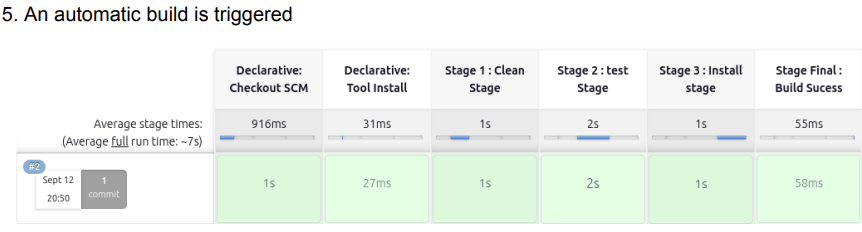 5. An automatic build is triggered
Declarative: Checkout SCM
Declarative: Tool Install
Stage 1 : Clean Stage
Stage 2 : test Stage
Stage 3 : Install stage
Stage Final : Build Sucess
Average stage times:
(Average full run time: ~7s)
916ms
31ms
1s
2s
1s
55ms
#2
Sept 12
20:50
1
commit
1s
27ms
1s
2s
1s
58ms